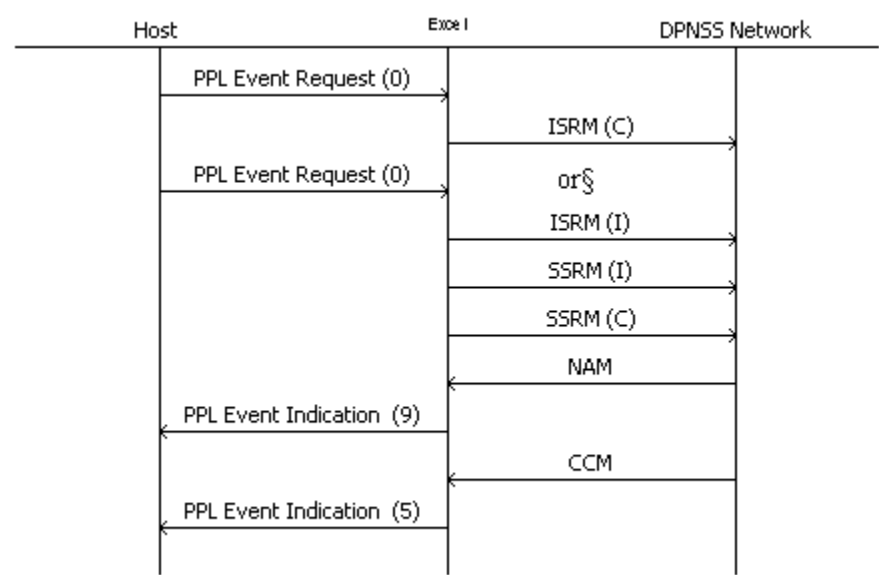 Host Excel DPNSS Network
PPL Event Request (0)
ISRM (C)
PPL Event Request (0)
or§
ISRM (I)
SSRM (I)
SSRM (C)
NAM
PPL Event Indication (9)
CCM
PPL Event Indication (5)